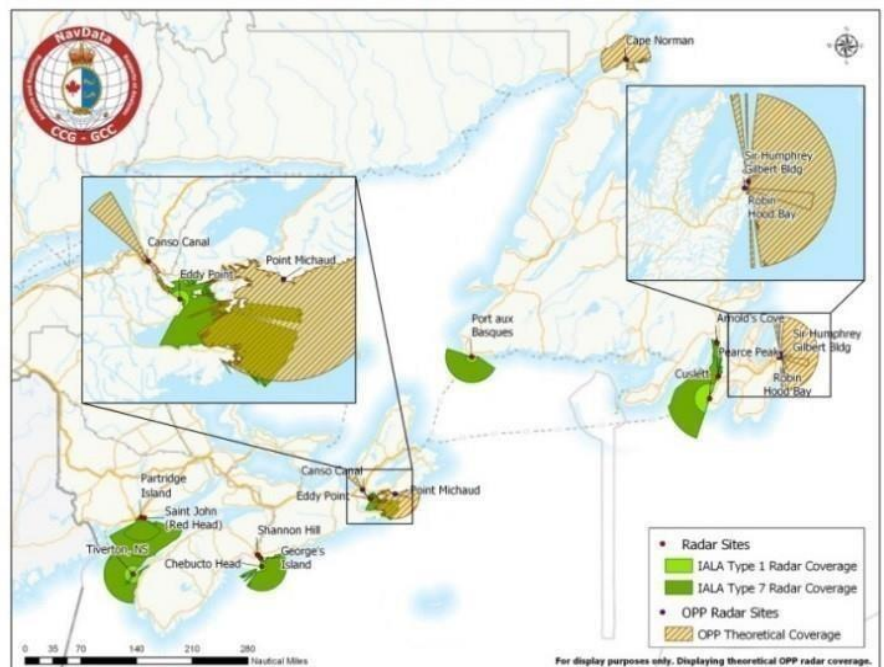 NavData
CCG - GCC
Cape Norman
Sir Humphrey
Gilbert Bldg
Robin
Hood Bay
Canso Canal
Eddy Point
Point Michaud
Port aux
Basques
Arnold's Cove
Pearce Peak
Sir Humphrey
Gilbert Bldg
Cuslett
Robin
Hood Bay
Canso Canal
Eddy Point
Point Michaud
Partridge
Island
Saint John
(Red Head)
Tiverton, NS
Shannon Hill
George's
Island
Chebucto Head
Radar Sites
IALA Type 1 Radar Coverage
IALA Type 7 Radar Coverage
OPP Radar Sites
OPP Theoretical Coverage
0 35 70 140 210 280
Nautical Miles
For display purposes only. Displaying theoretical OPP radar coverage.